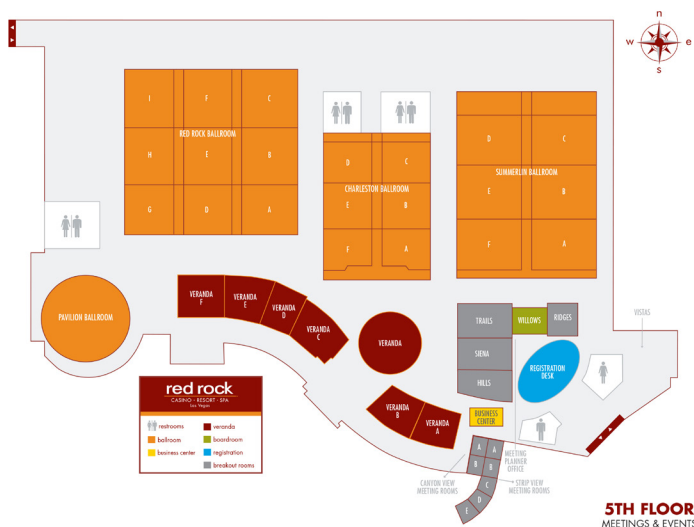 n
w
e
s
I
F
C
RED ROCK BALLROOM
H
E
B
G
D
A
D
C
CHARLESTON BALLROOM
E
B
F
A
D
C
SUMMERLIN BALLROOM
E
B
F
A
PAVILION BALLROOM
VERANDA
F
VERANDA
E
VERANDA
D
VERANDA
C
VERANDA
VERANDA
B
VERANDA
A
TRAILS
WILLOWS
RIDGES
SIENA
HILLS
VISTAS
REGISTRATION
DESK
BUSINESS
CENTER
MEETING
PLANNER
OFFICE
A
A
B
B
C
D
E
CANYON VIEW
MEETING ROOMS
STRIP VIEW
MEETING ROOMS
red rock
CASINO • RESORT • SPA
Las Vegas
restrooms
veranda
ballroom
boardroom
business center
registration
breakout rooms
5TH FLOOR
MEETINGS & EVENTS